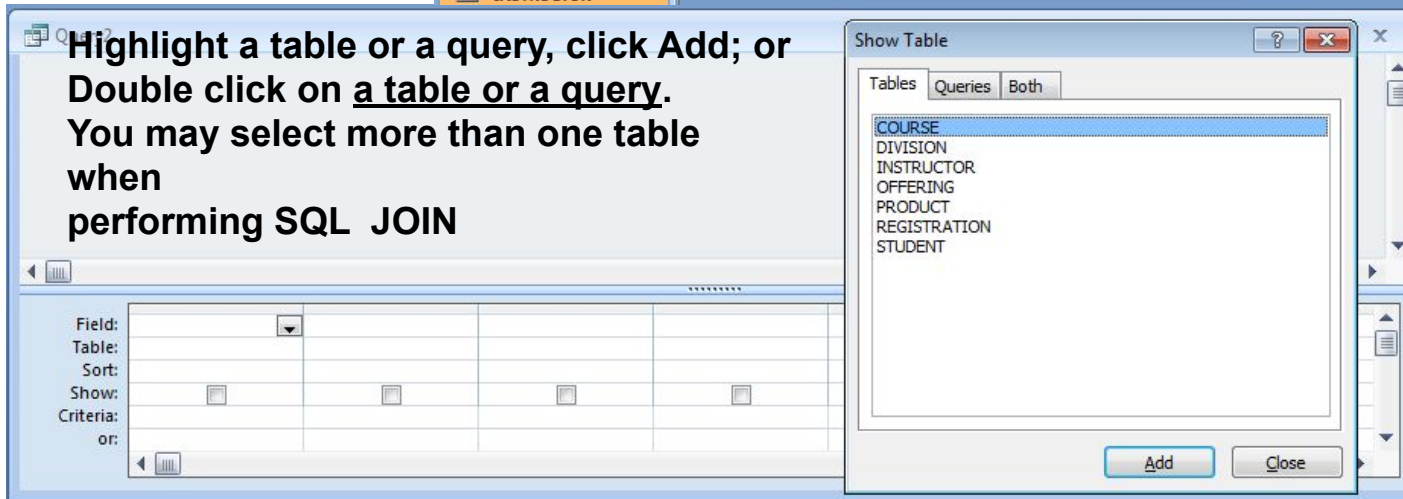 Query2
Highlight a table or a query, click Add; or
Double click on a table or a query.
You may select more than one table
when
performing SQL JOIN
Show Table
Tables Queries Both
COURSE
DIVISION
INSTRUCTOR
OFFERING
PRODUCT
REGISTRATION
STUDENT
Add Close
Field:
Table:
Sort:
Show:
Criteria:
or: